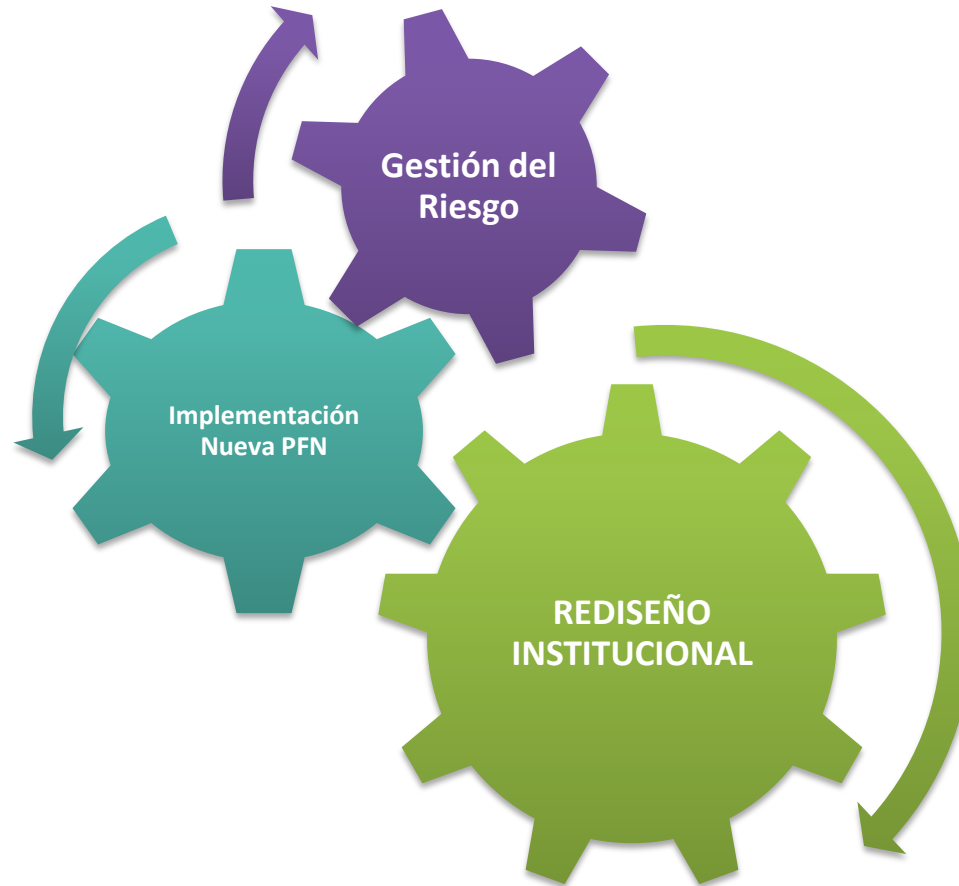 Gestión del
Riesgo
Implementación
Nueva PFN
REDISEÑO
INSTITUCIONAL